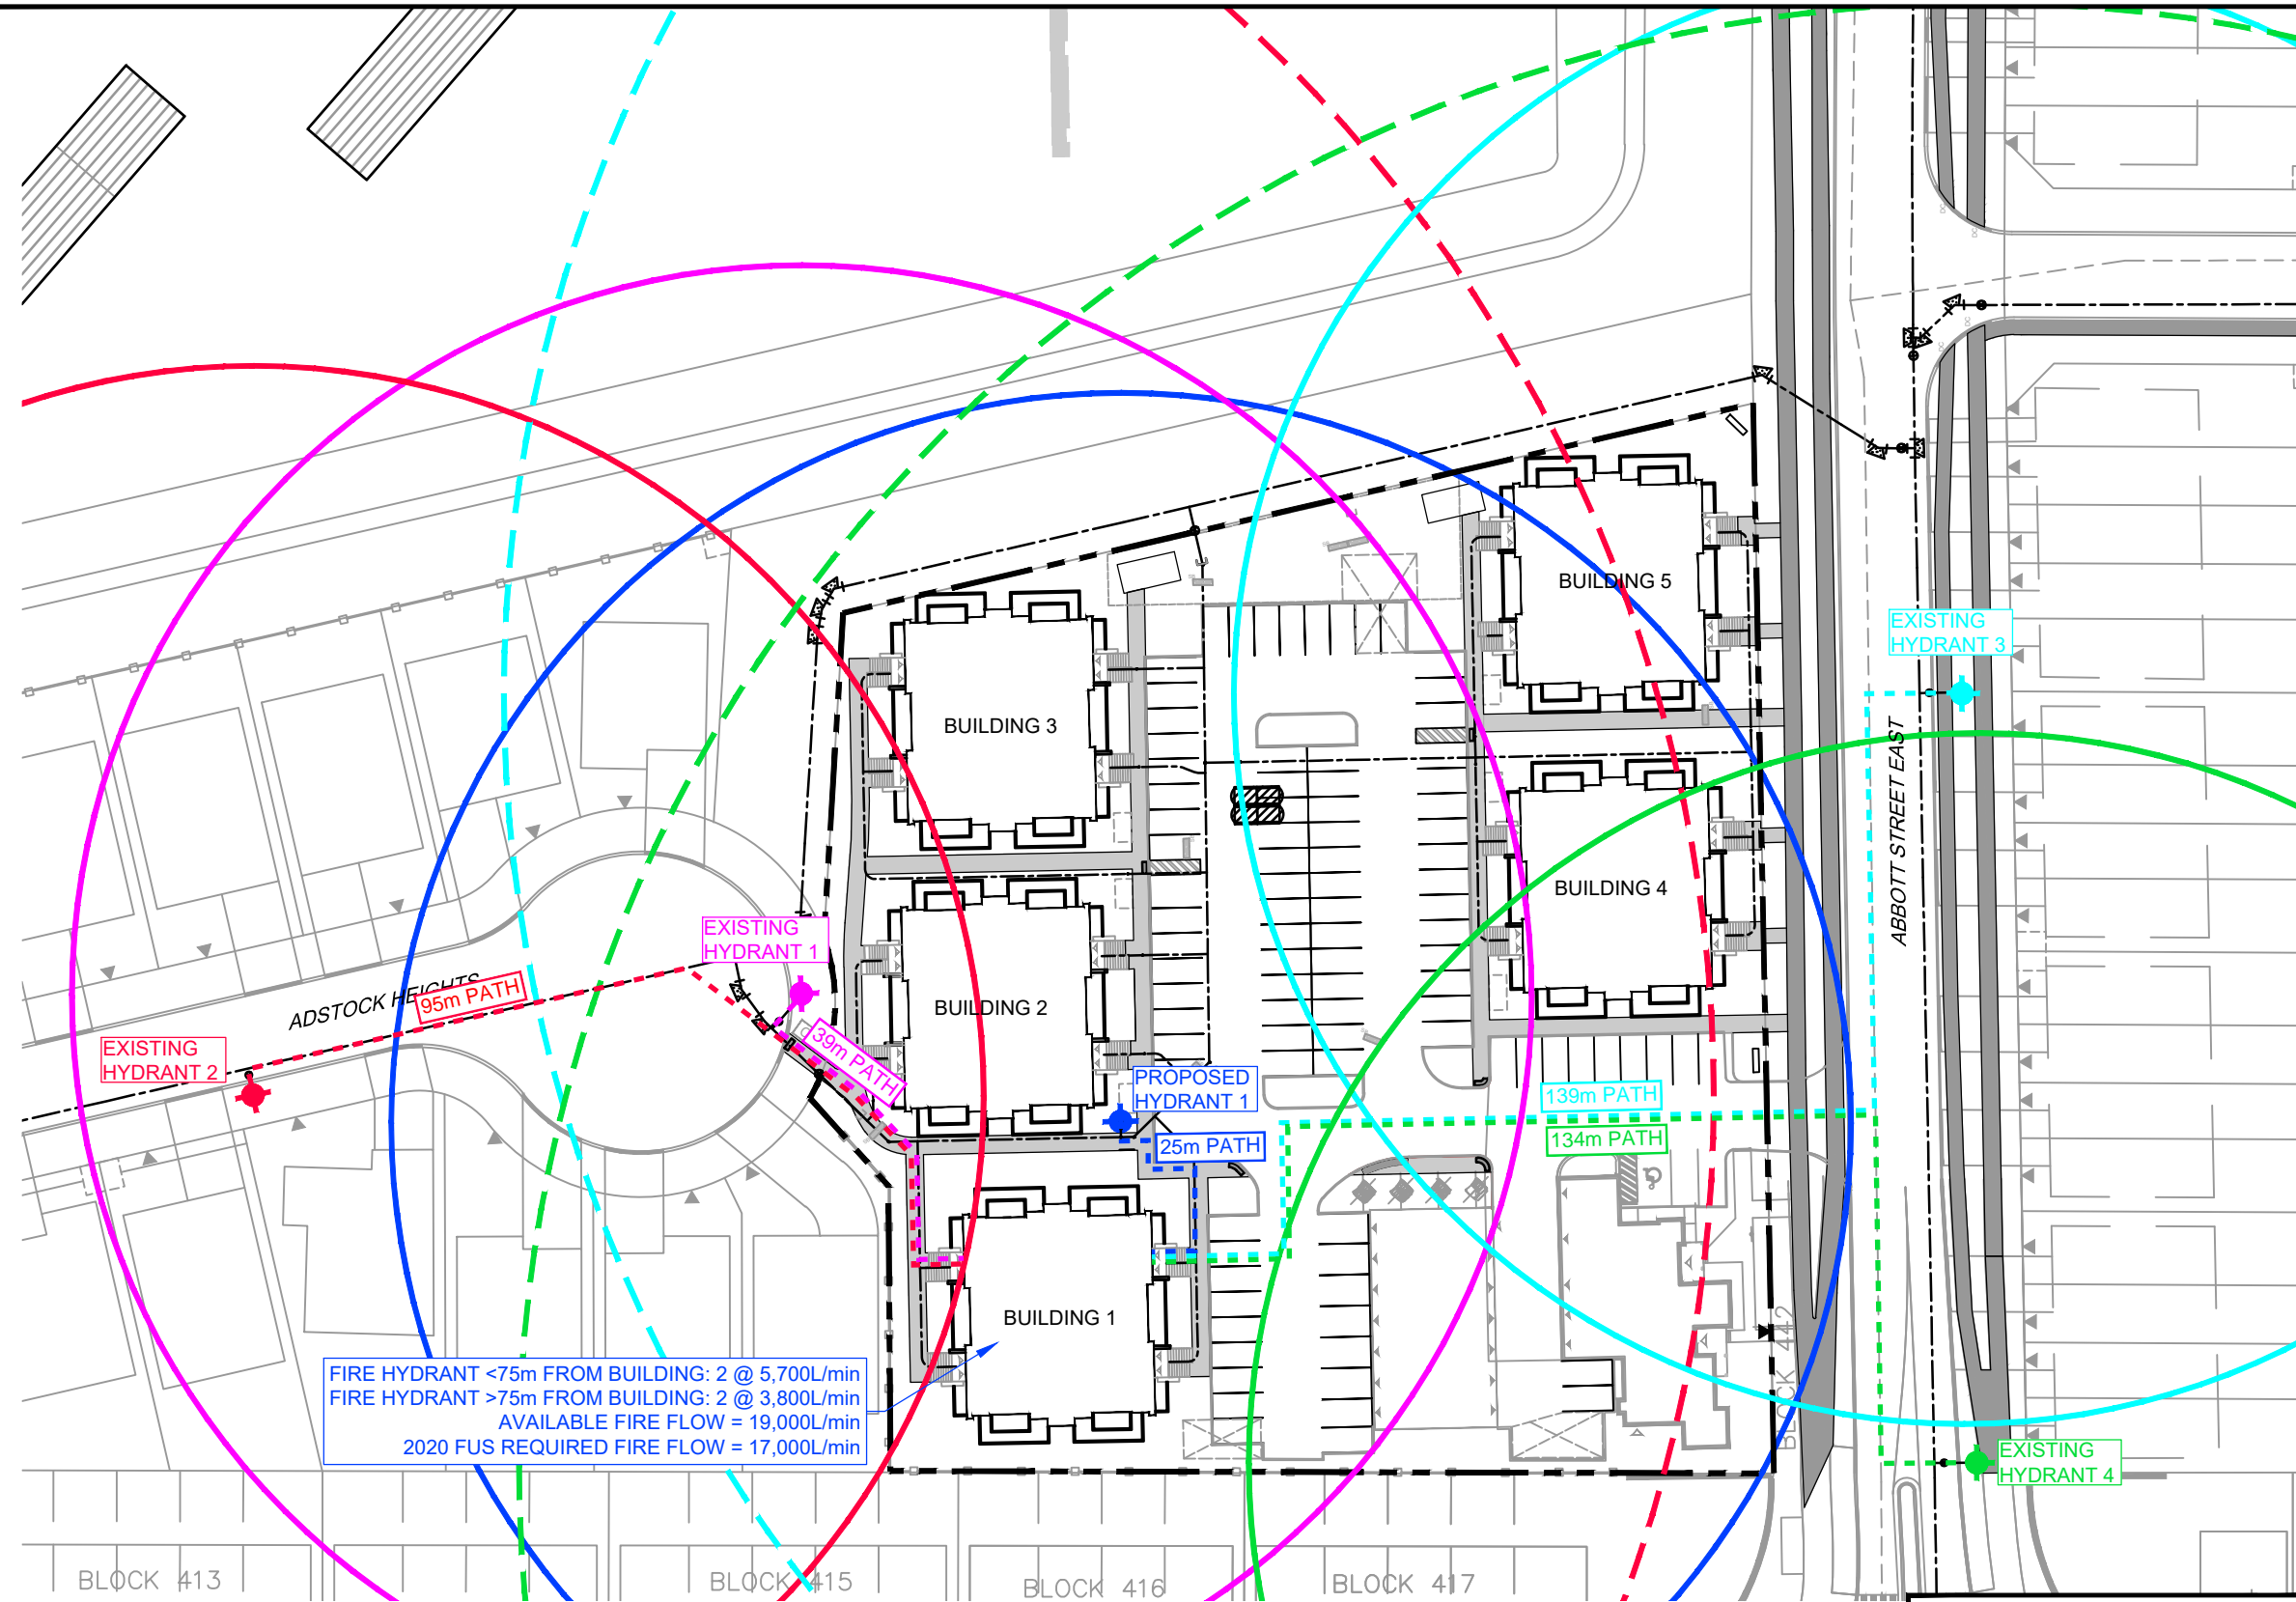 BUILDING 5
EXISTING
HYDRANT 3
BUILDING 3
ABBOTT STREET EAST
BUILDING 4
EXISTING
HYDRANT 1
ADSTOCK HEIGHTS
95m PATH
BUILDING 2
EXISTING
HYDRANT 2
39m PATH
PROPOSED
HYDRANT 1
139m PATH
25m PATH
134m PATH
BUILDING 1
BLOCK 442
FIRE HYDRANT <75m FROM BUILDING: 2 @ 5,700L/min
FIRE HYDRANT >75m FROM BUILDING: 2 @ 3,800L/min
AVAILABLE FIRE FLOW = 19,000L/min
2020 FUS REQUIRED FIRE FLOW = 17,000L/min
EXISTING
HYDRANT 4
BLOCK 413
BLOCK 415
BLOCK 416
BLOCK 417